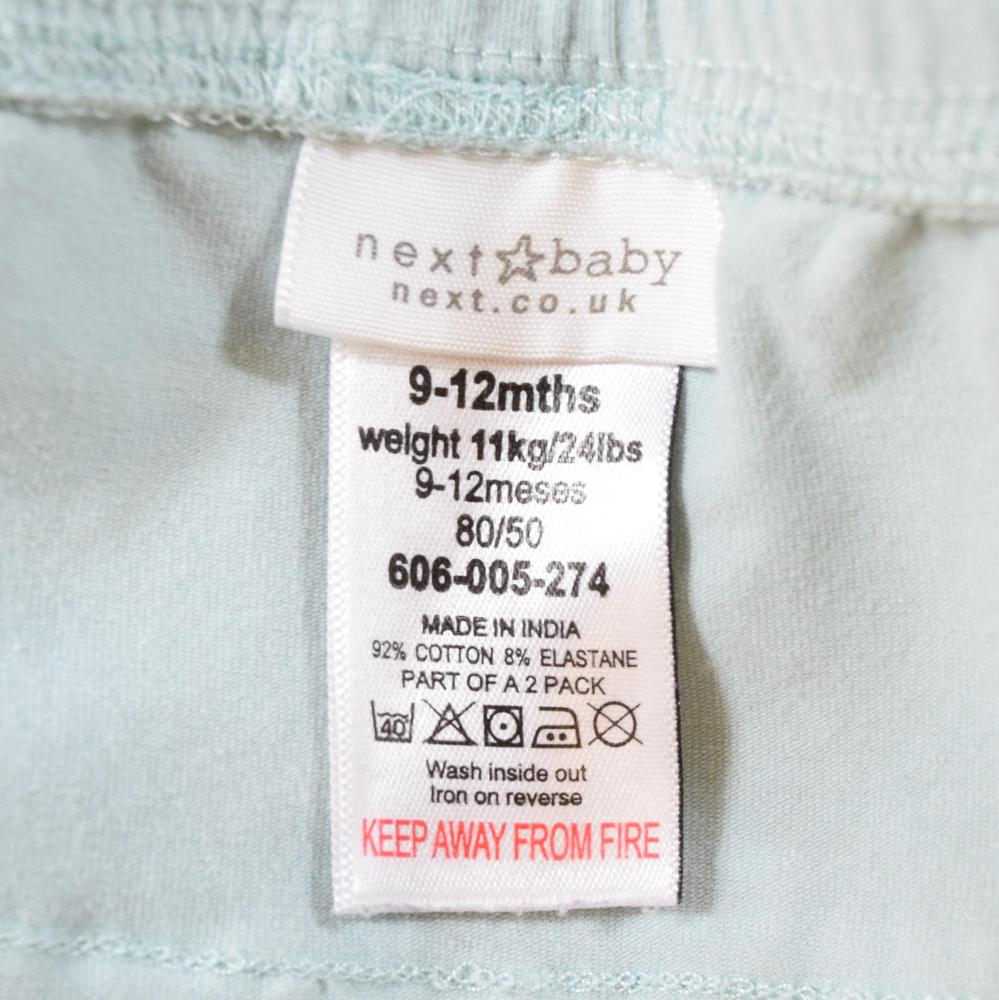 next☆baby
next.co.uk
9-12mths
weight 11kg/24lbs
9-12meses
80/50
606-005-274
MADE IN INDIA
92% COTTON 8% ELASTANE
PART OF A 2 PACK
40
Wash inside out
Iron on reverse
KEEP AWAY FROM FIRE